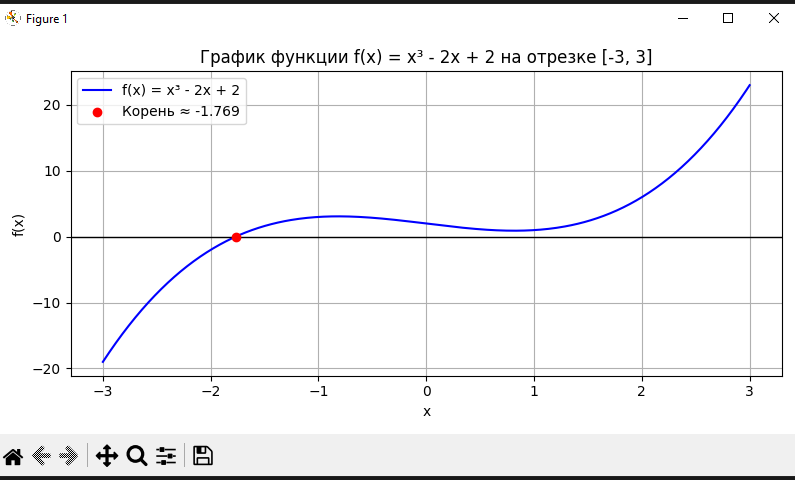 Figure 1
График функции f(x) = x³ - 2x + 2 на отрезке [-3, 3]
f(x) = x³ - 2x + 2
Корень ≈ -1.769
20
10
0
−10
−20
f(x)
−3 −2 −1 0 1 2 3
x